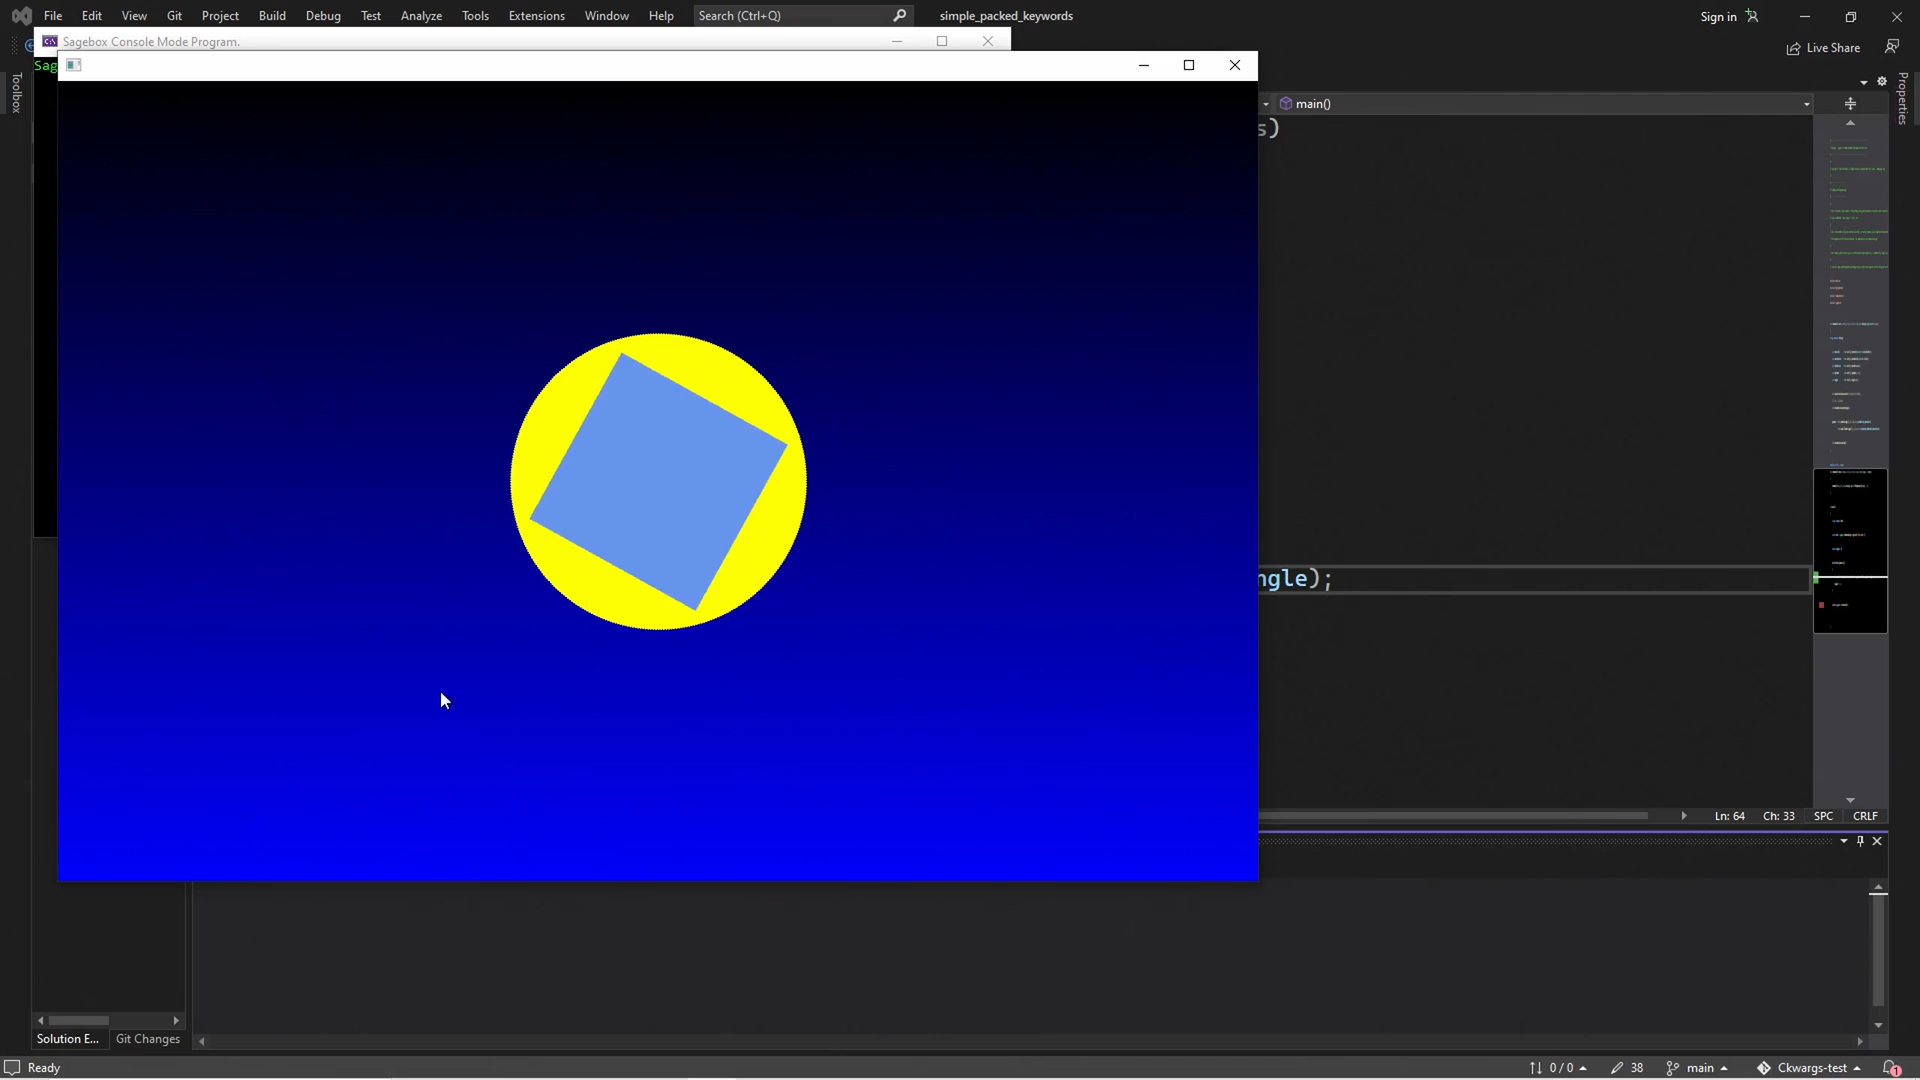 File Edit View Git Project Build Debug Test Analyze Tools Extensions Window Help Search (Ctrl+Q) simple_packed_keywords Sign in
Sagebox Console Mode Program.
Live Share
Sag
Toolbox
Properties
main()
s)
ngle);
Ln: 64 Ch: 33 SPC CRLF
Solution E... Git Changes
Ready 0 / 0 38 main Ckwargs-test 1